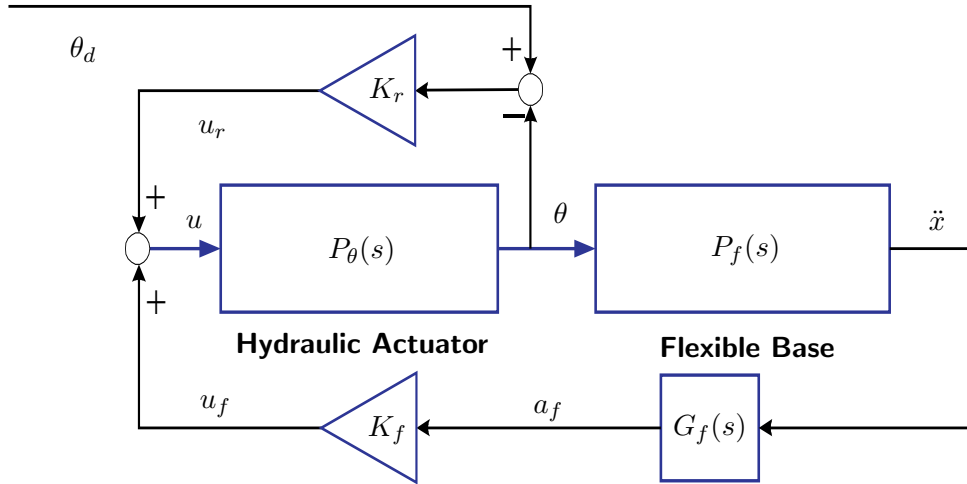 θ_d
+
K_r
−
u_r
+
u
P_θ(s)
θ
P_f(s)
ẍ
+
Hydraulic Actuator
Flexible Base
u_f
K_f
a_f
G_f(s)